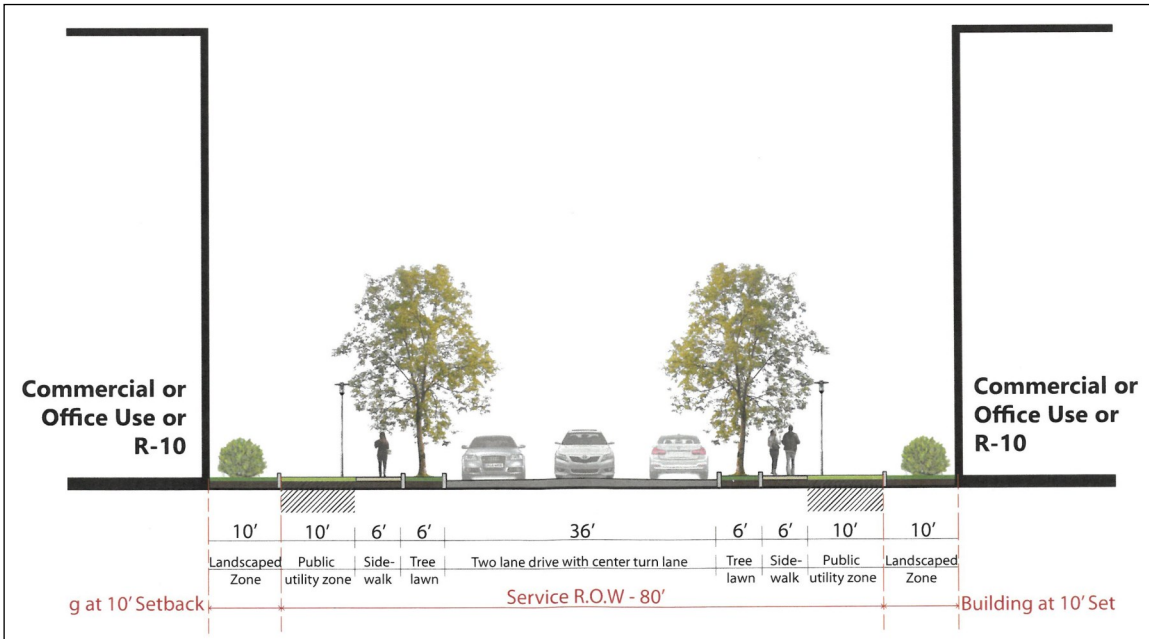 Commercial or
Office Use or
R-10
Commercial or
Office Use or
R-10
10’ 10’ 6’ 6’ 36’ 6’ 6’ 10’ 10’
Landscaped Zone
Public utility zone
Side-walk
Tree lawn
Two lane drive with center turn lane
Tree lawn
Side-walk
Public utility zone
Landscaped Zone
g at 10’ Setback
Service R.O.W - 80’
Building at 10’ Set